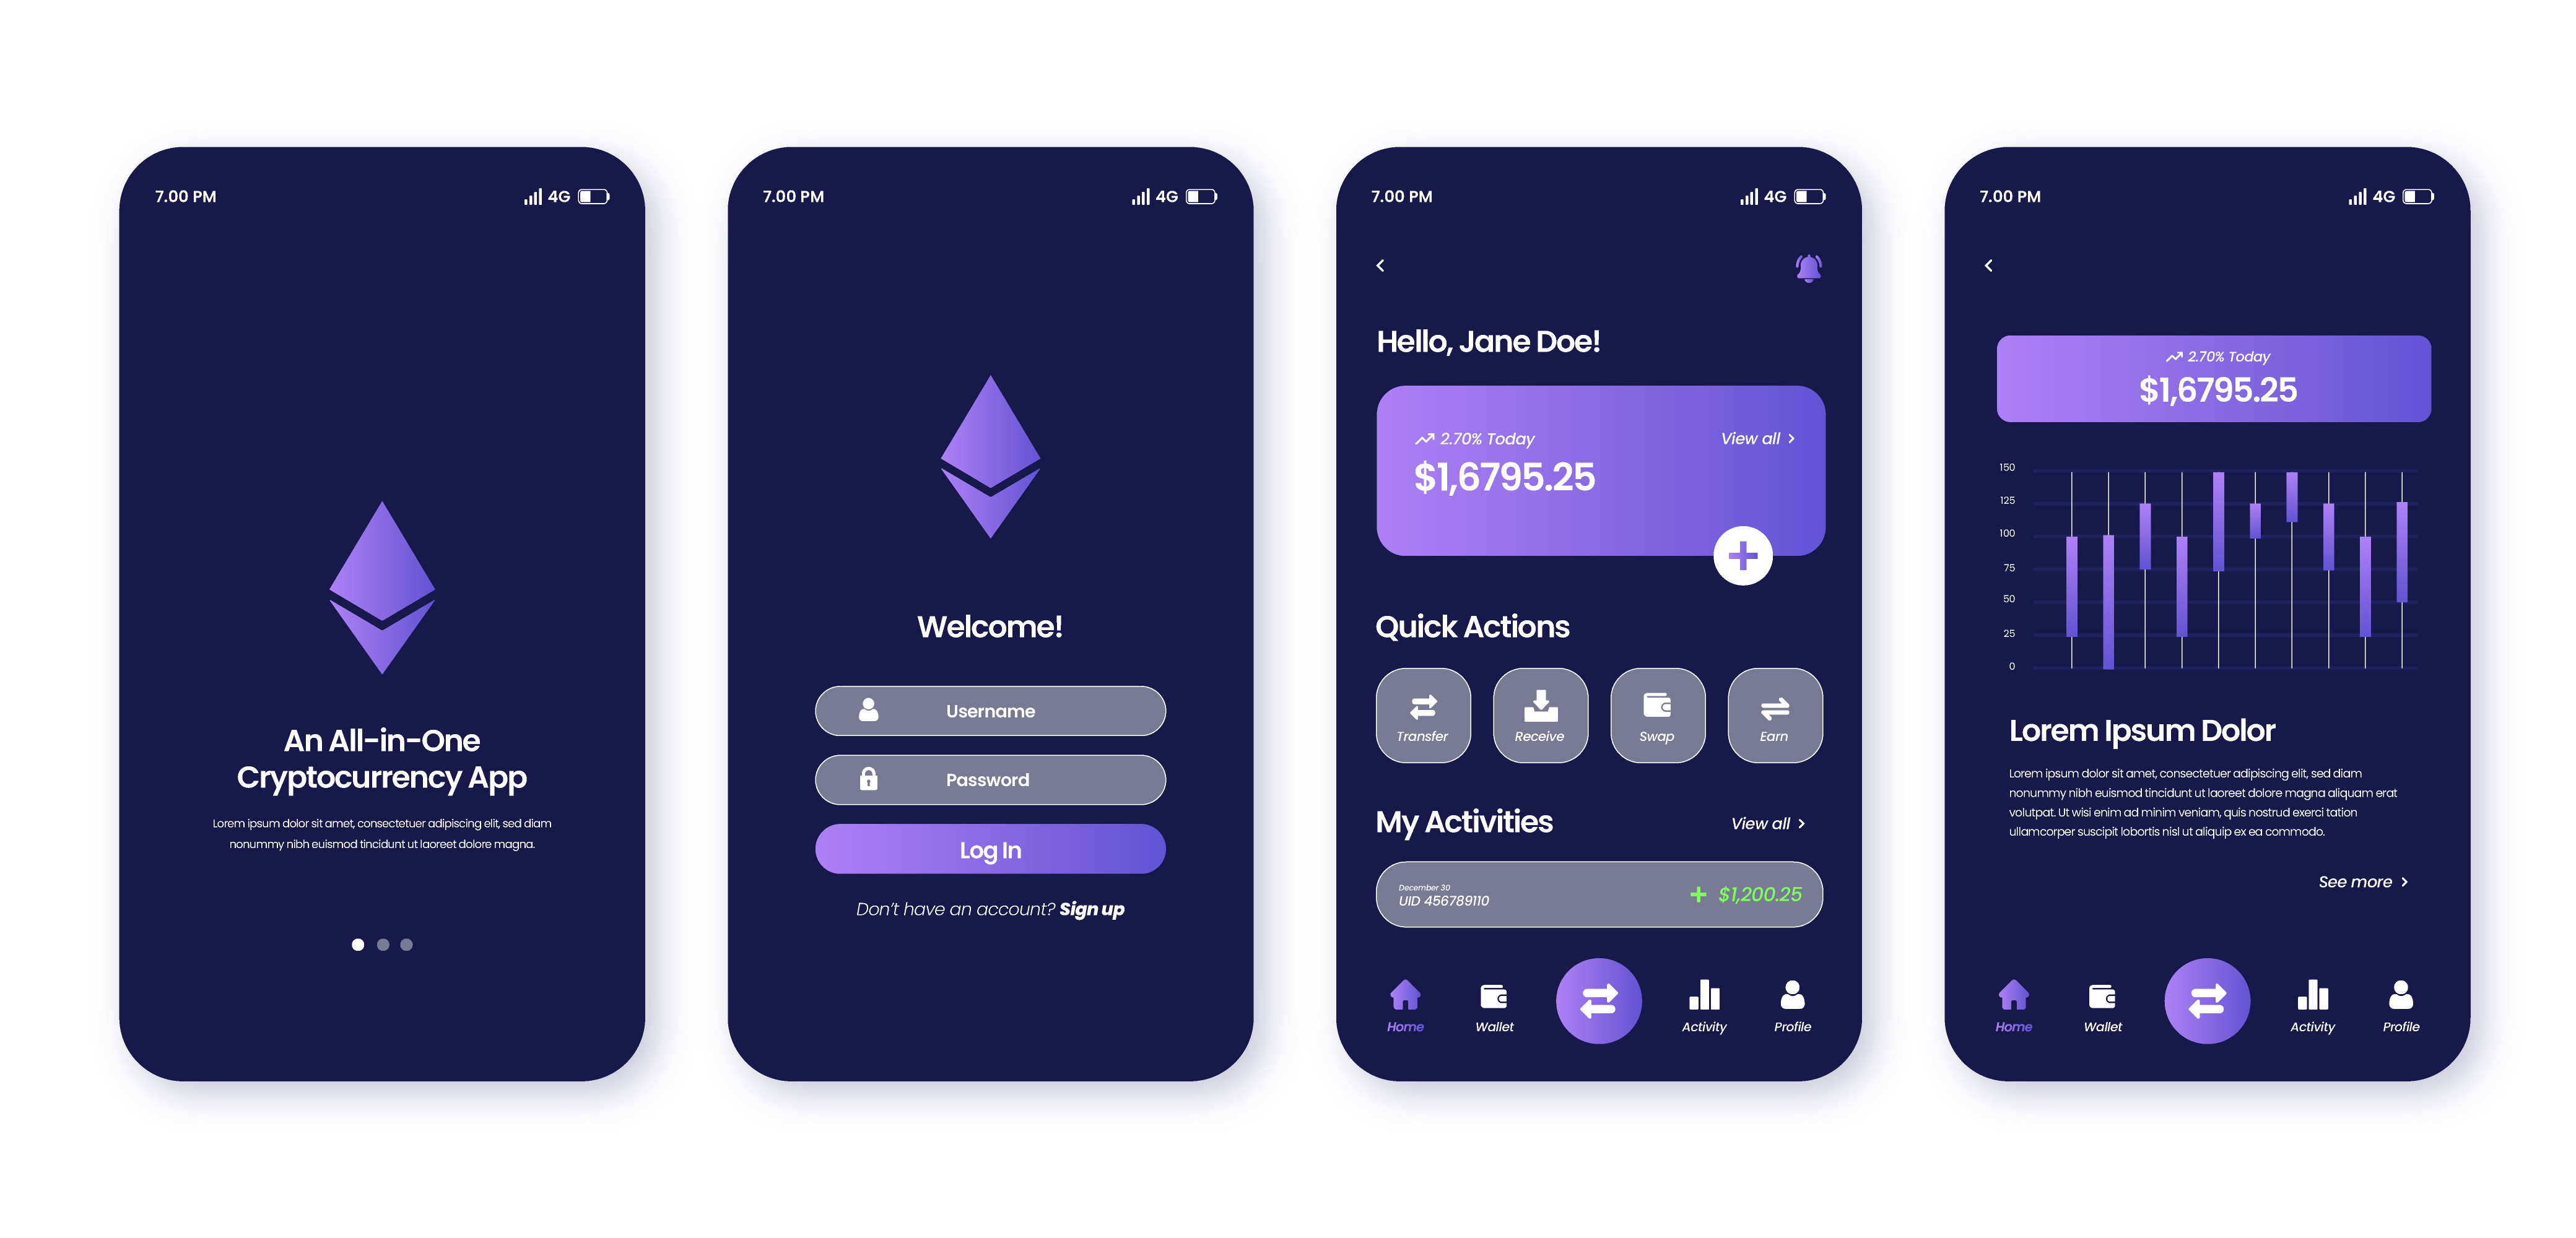 7.00 PM
4G
An All-in-One
Cryptocurrency App
Lorem ipsum dolor sit amet, consectetuer adipiscing elit, sed diam
nonummy nibh euismod tincidunt ut laoreet dolore magna.
7.00 PM
4G
Welcome!
Username
Password
Log In
Don't have an account? Sign up
7.00 PM
4G
Hello, Jane Doe!
2.70% Today
View all
$1,6795.25
Quick Actions
Transfer
Receive
Swap
Earn
My Activities
View all
December 30
UID 456789110
+ $1,200.25
Home
Wallet
Activity
Profile
7.00 PM
4G
2.70% Today
$1,6795.25
150
125
100
75
50
25
0
Lorem Ipsum Dolor
Lorem ipsum dolor sit amet, consectetuer adipiscing elit, sed diam
nonummy nibh euismod tincidunt ut laoreet dolore magna aliquam erat
volutpat. Ut wisi enim ad minim veniam, quis nostrud exerci tation
ullamcorper suscipit lobortis nisl ut aliquip ex ea commodo.
See more
Home
Wallet
Activity
Profile